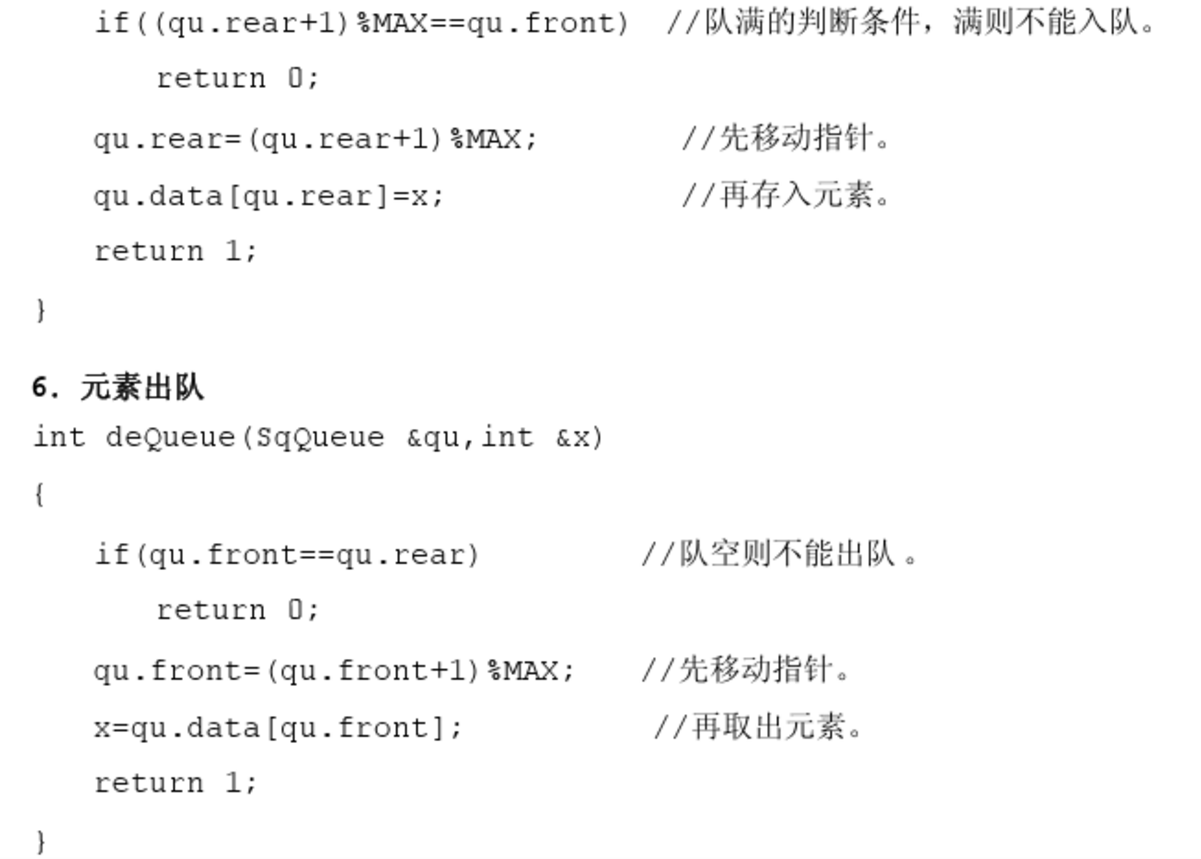 if((qu.rear+1)%MAX==qu.front) //队满的判断条件，满则不能入队。
return 0;
qu.rear=(qu.rear+1)%MAX; //先移动指针。
qu.data[qu.rear]=x; //再存入元素。
return 1;
}
6. 元素出队
int deQueue(SqQueue &qu,int &x)
{
if(qu.front==qu.rear) //队空则不能出队 。
return 0;
qu.front=(qu.front+1)%MAX; //先移动指针。
x=qu.data[qu.front]; //再取出元素。
return 1;
}